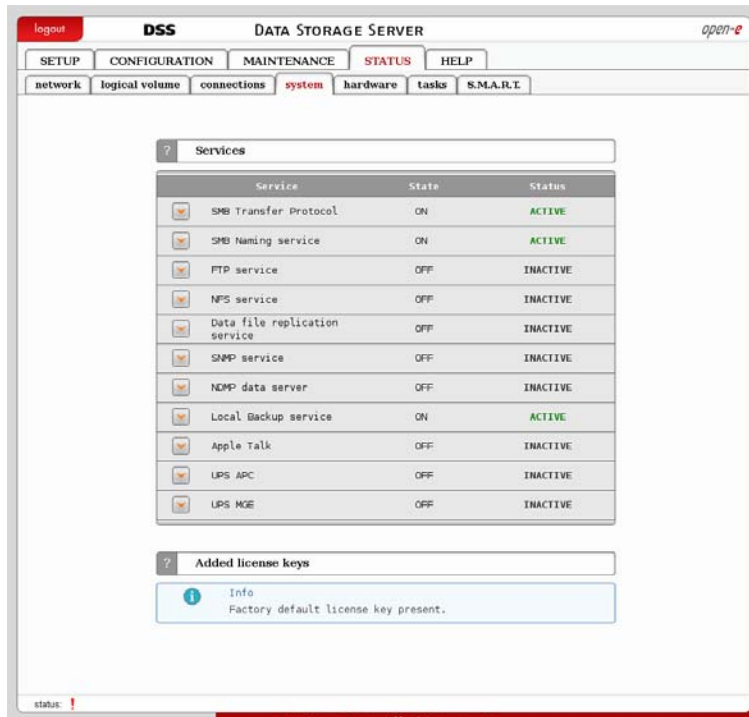 logout DSS DATA STORAGE SERVER open-e
SETUP CONFIGURATION MAINTENANCE STATUS HELP
network logical volume connections system hardware tasks S.M.A.R.T.
? Services
Service State Status
SMB Transfer Protocol ON ACTIVE
SMB Naming service ON ACTIVE
FTP service OFF INACTIVE
NFS service OFF INACTIVE
Data file replication
service OFF INACTIVE
SNMP service OFF INACTIVE
NDMP data server OFF INACTIVE
Local Backup service ON ACTIVE
Apple Talk OFF INACTIVE
UPS APC OFF INACTIVE
UPS MGE OFF INACTIVE
? Added license keys
i Info
Factory default license key present.
status: !